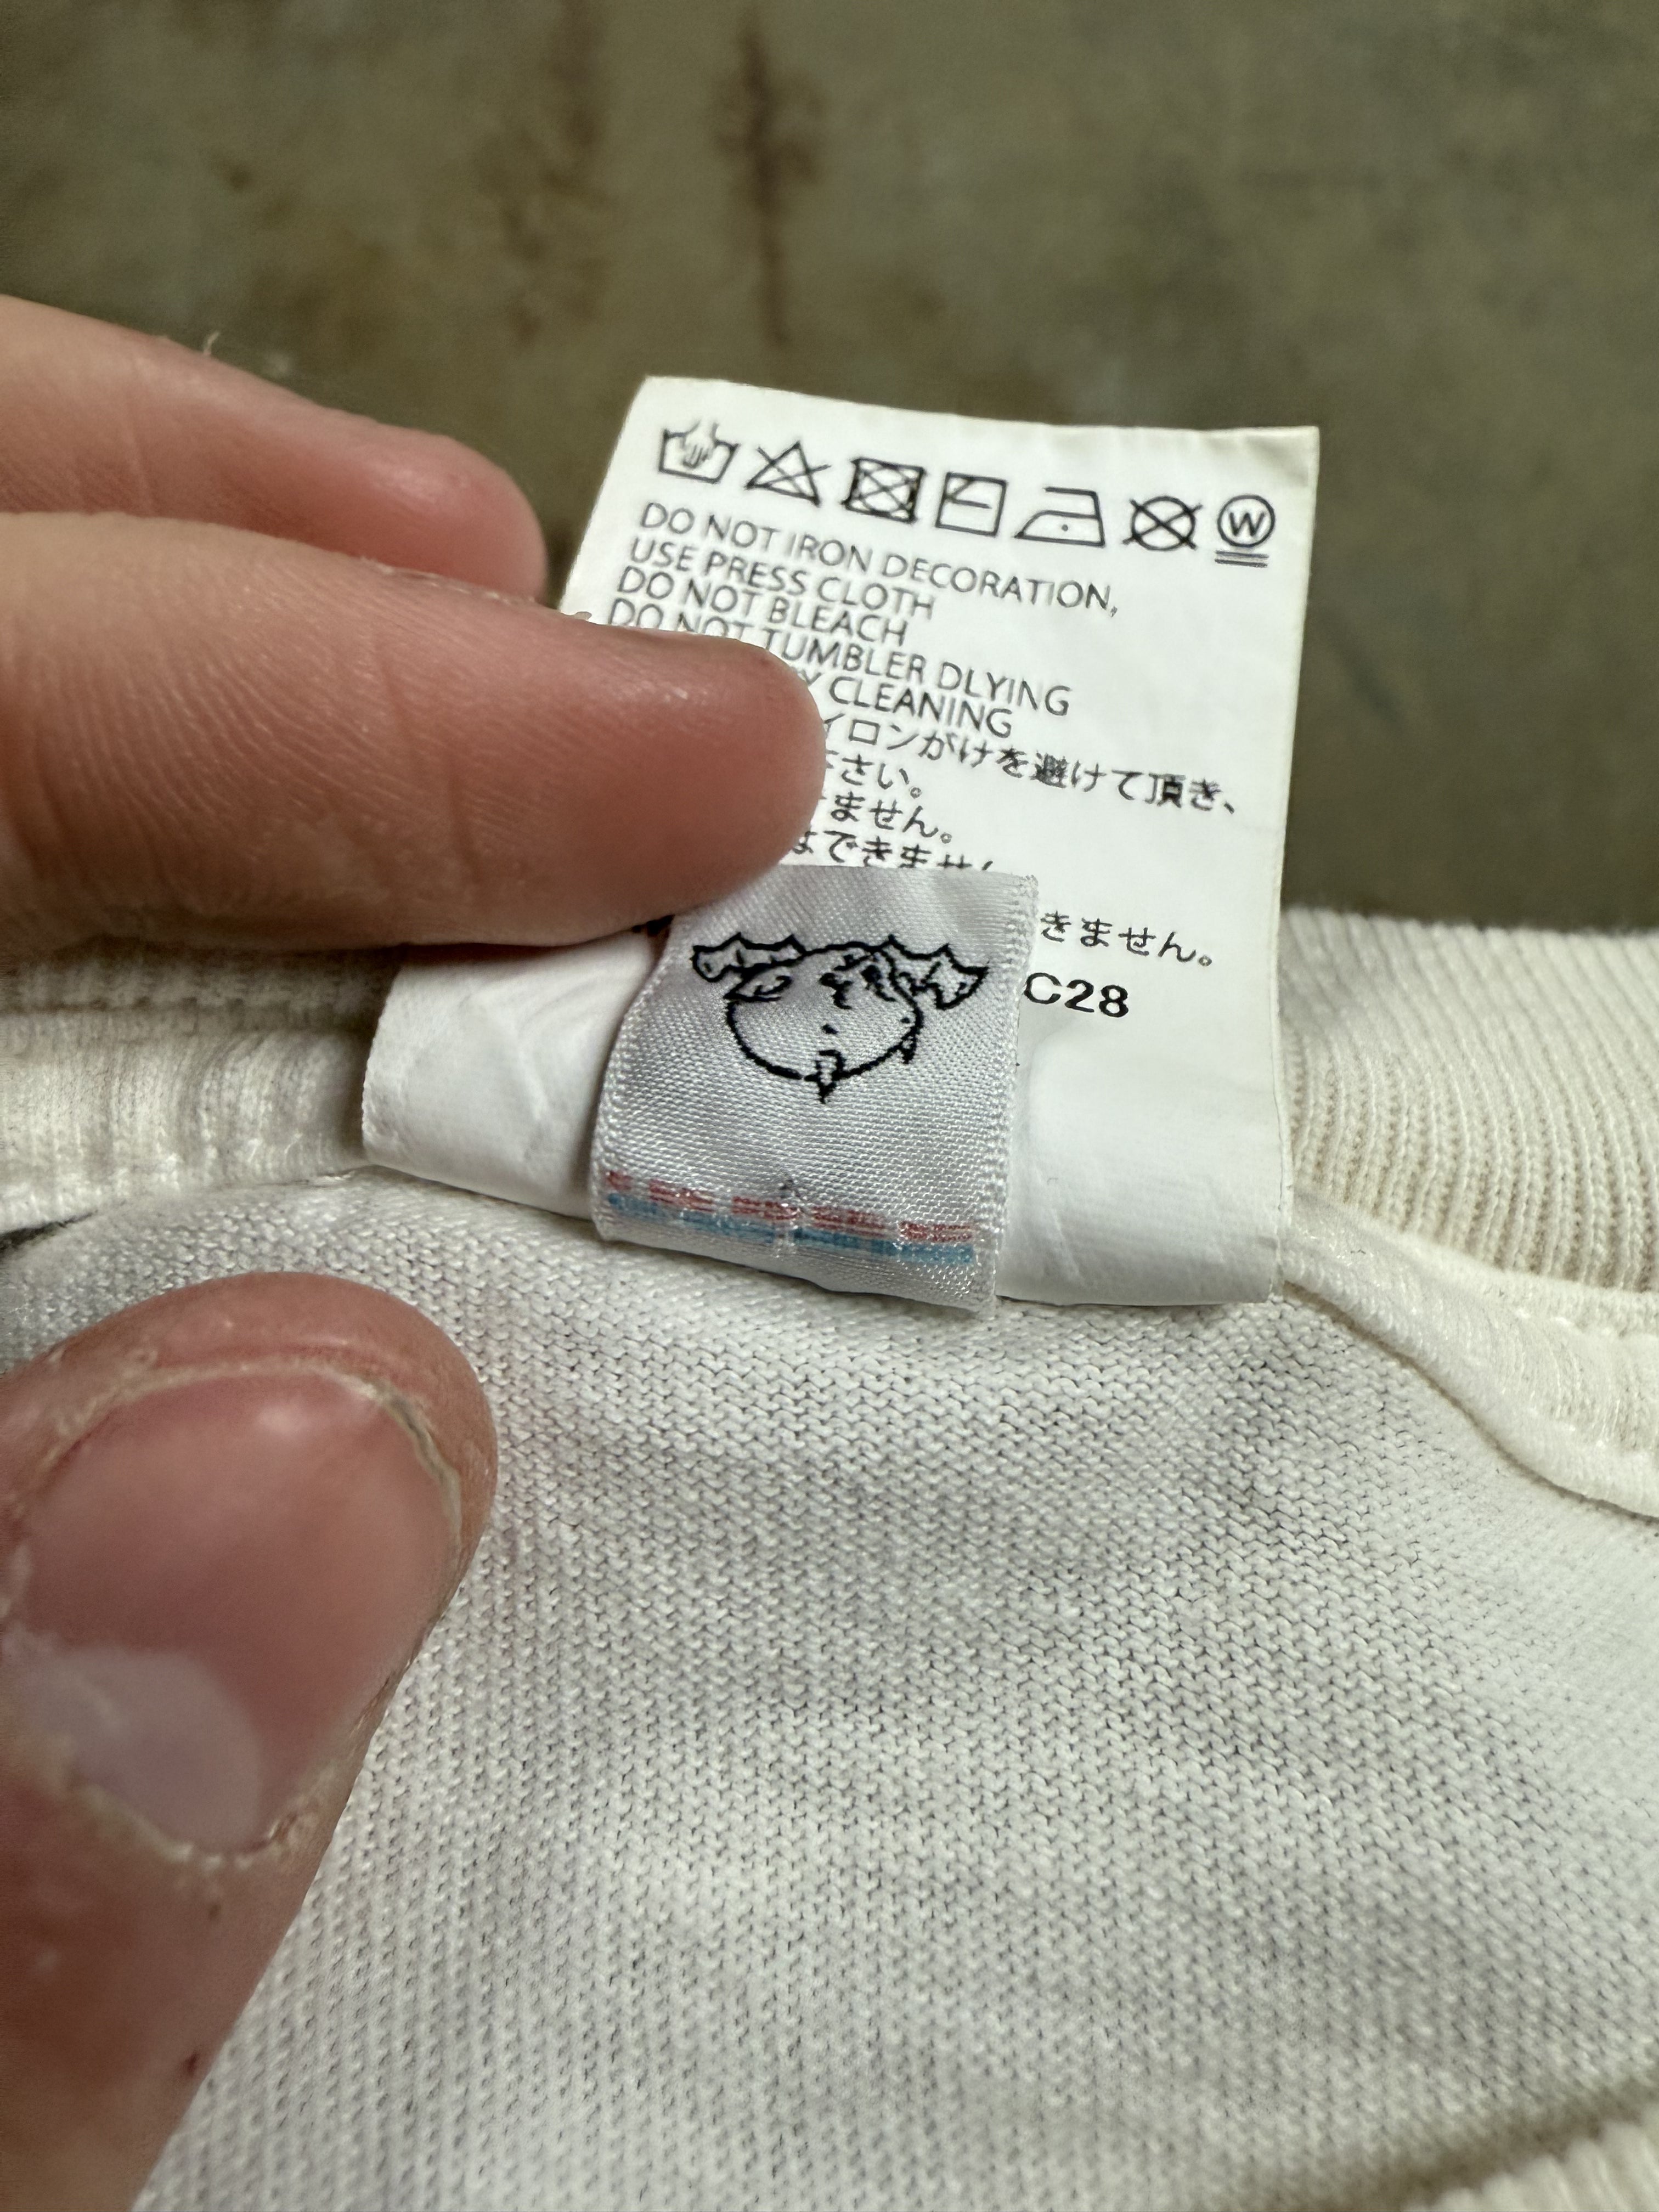 W
DO NOT IRON DECORATION,
USE PRESS CLOTH
DO NOT BLEACH
DO NOT TUMBLER DLYING
CLEANING
イロンがけを避けて頂き、
さい。
ません。
できません
きません。
C28